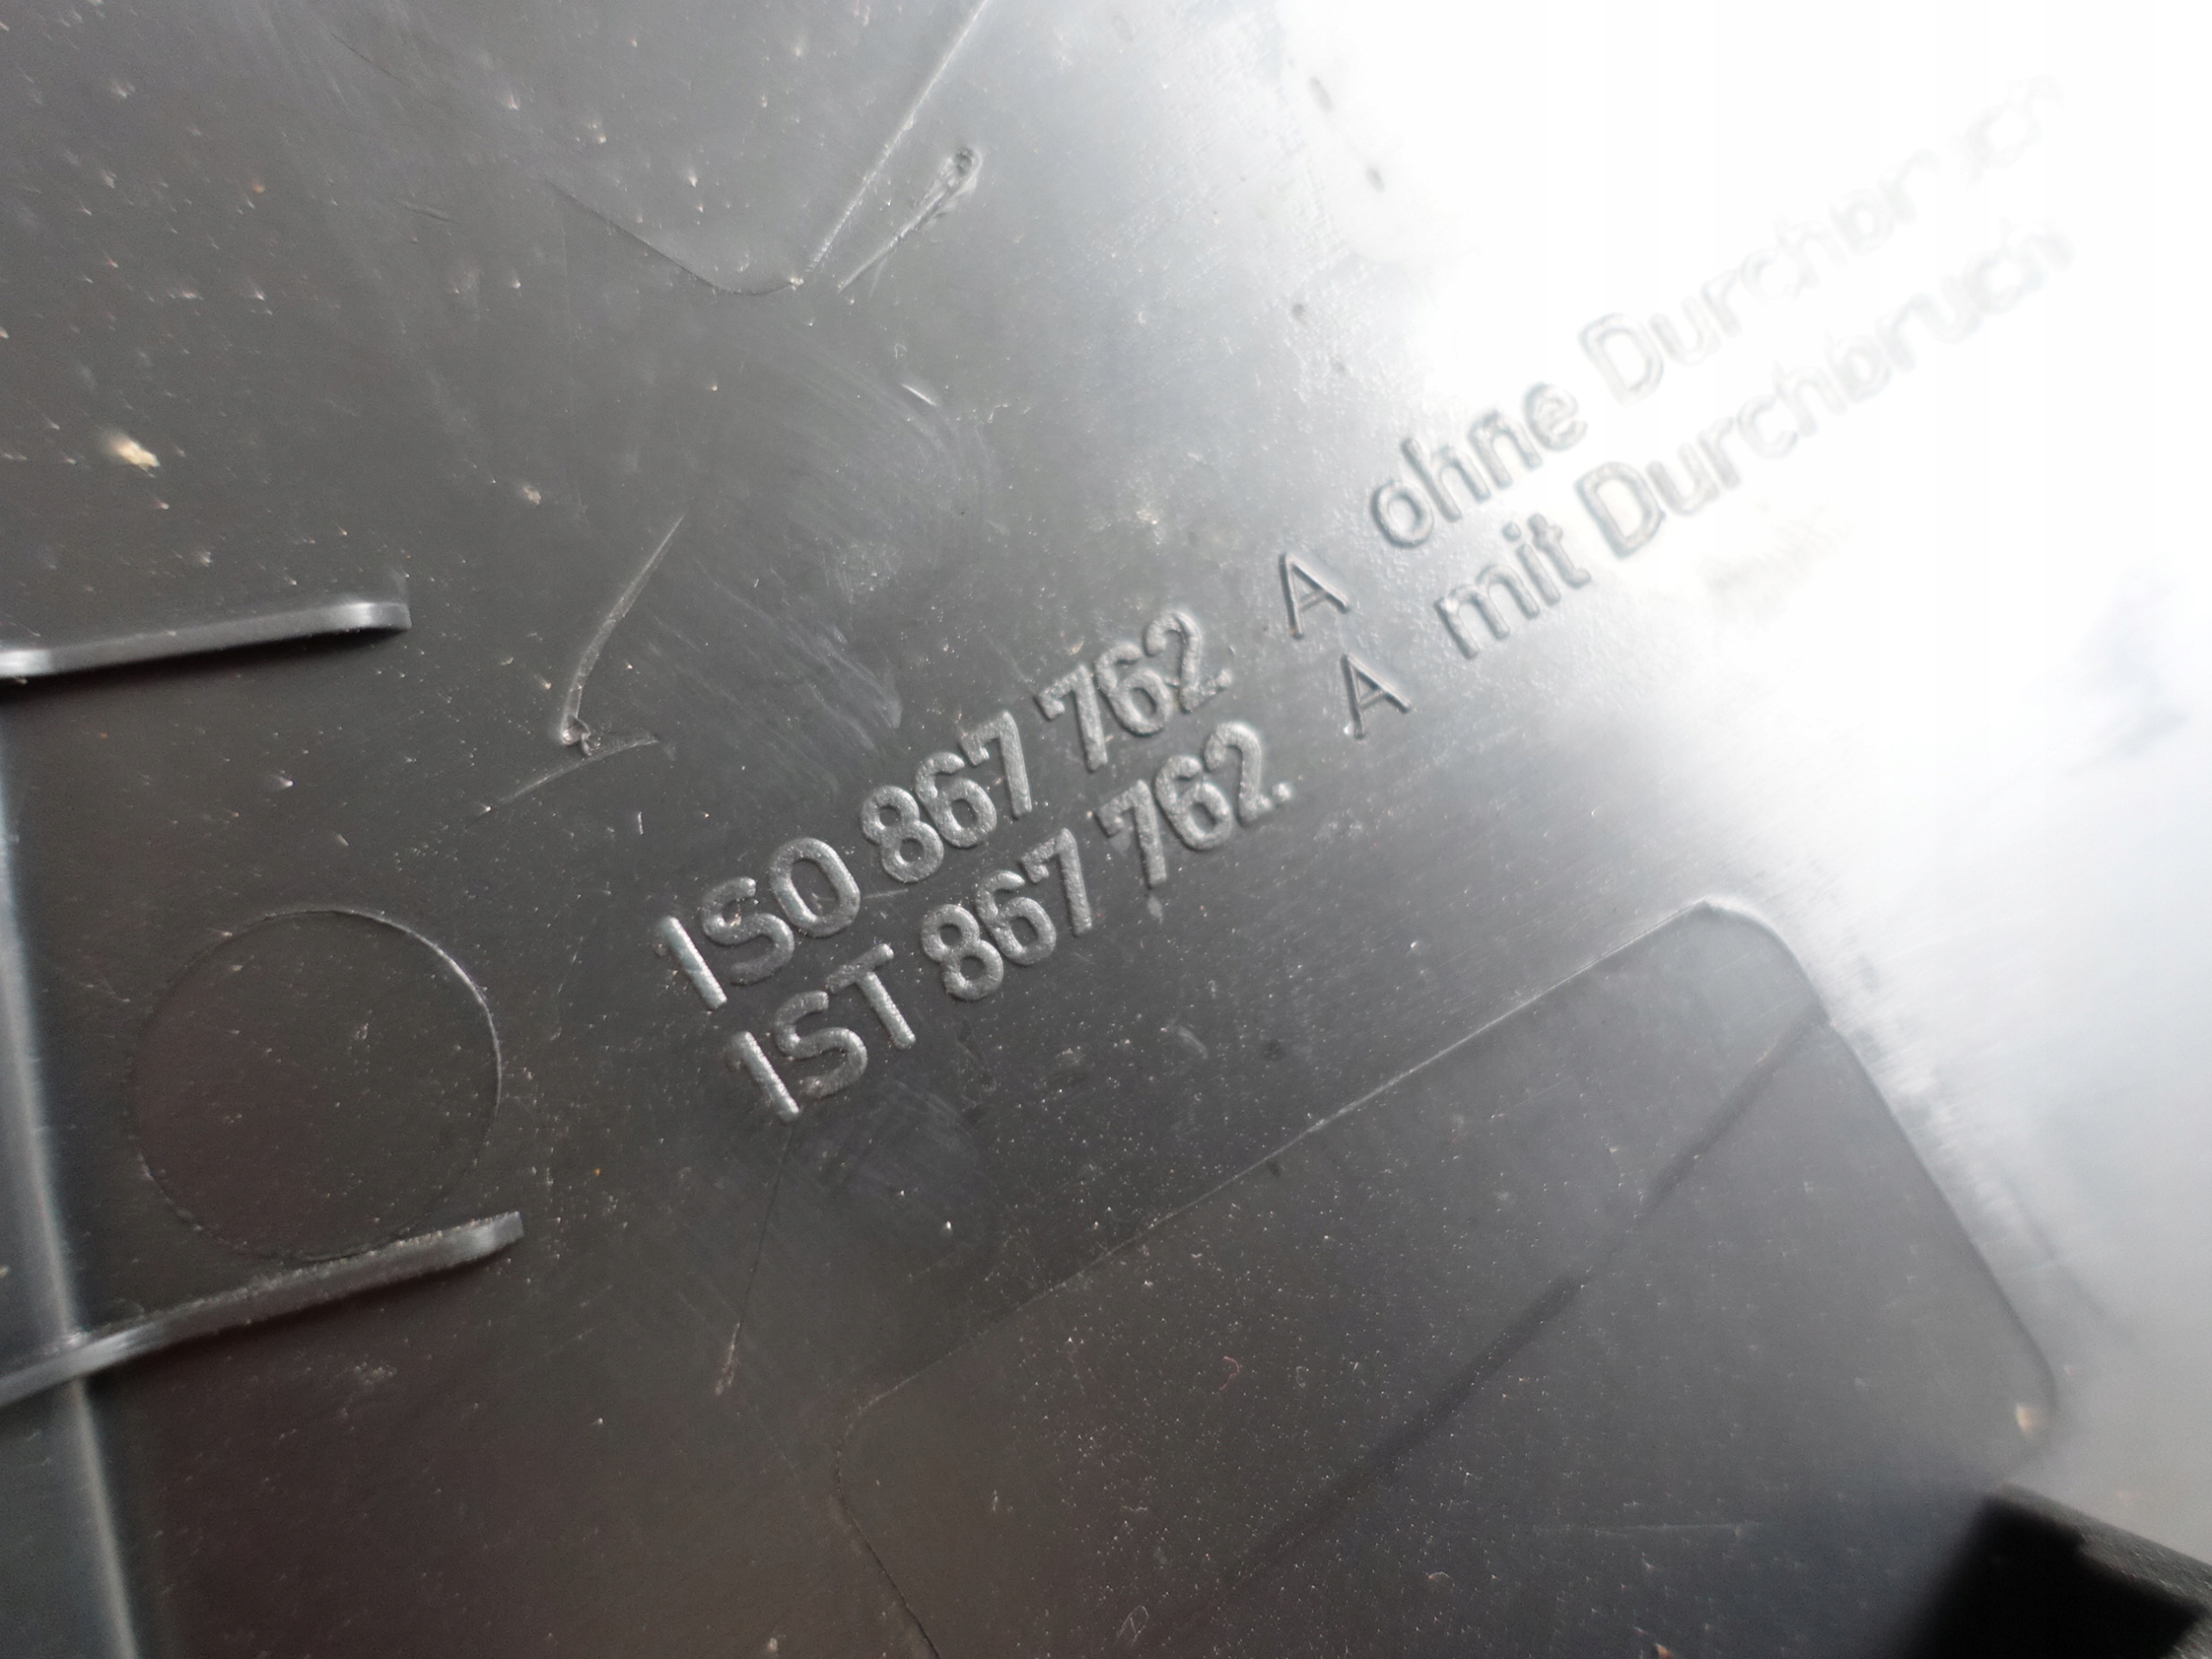 1S0 867 762. A ohne Durchbruch
1ST 867 762. A mit Durchbruch